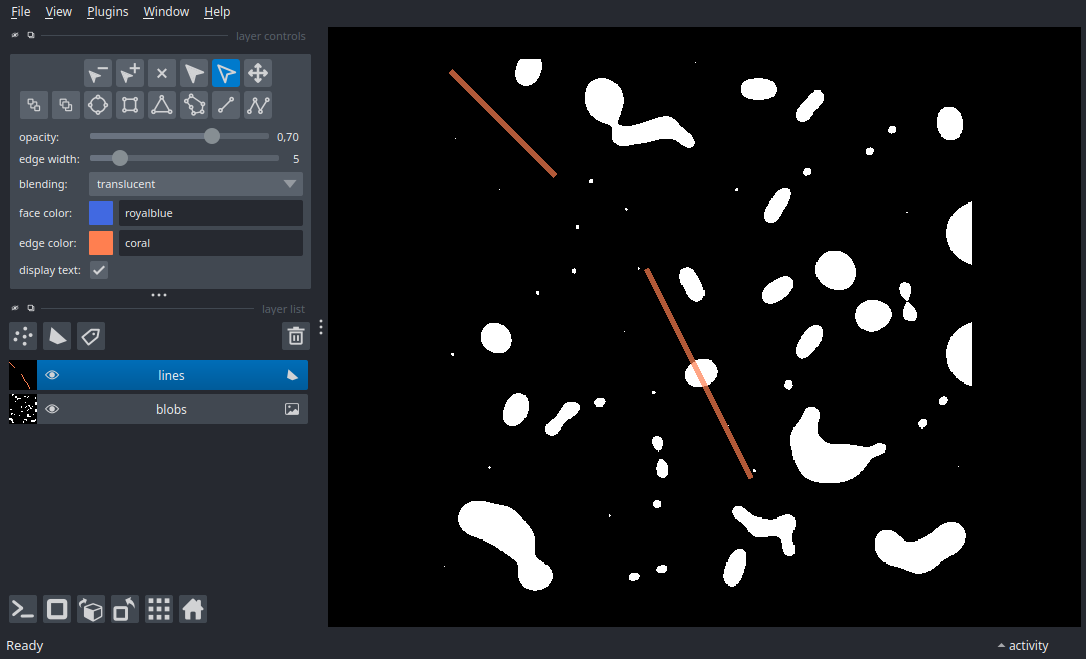 File View Plugins Window Help
layer controls
opacity: 0,70
edge width: 5
blending: translucent
face color: royalblue
edge color: coral
display text:
layer list
lines
blobs
Ready activity